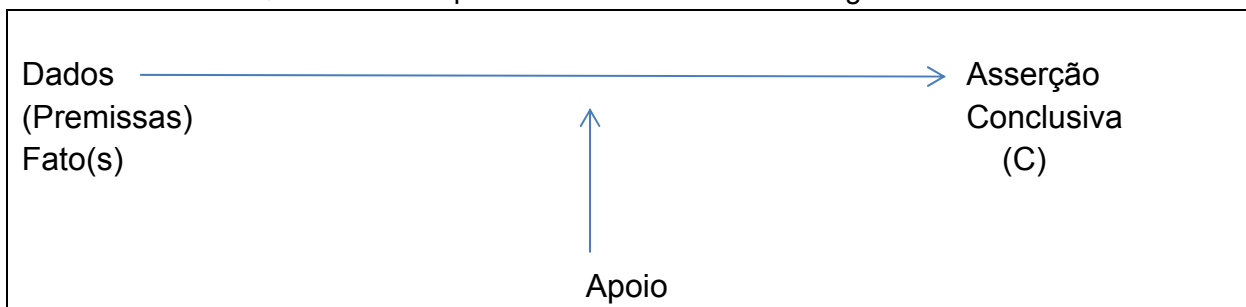 Dados
(Premissas)
Fato(s)
Asserção
Conclusiva
(C)
Apoio